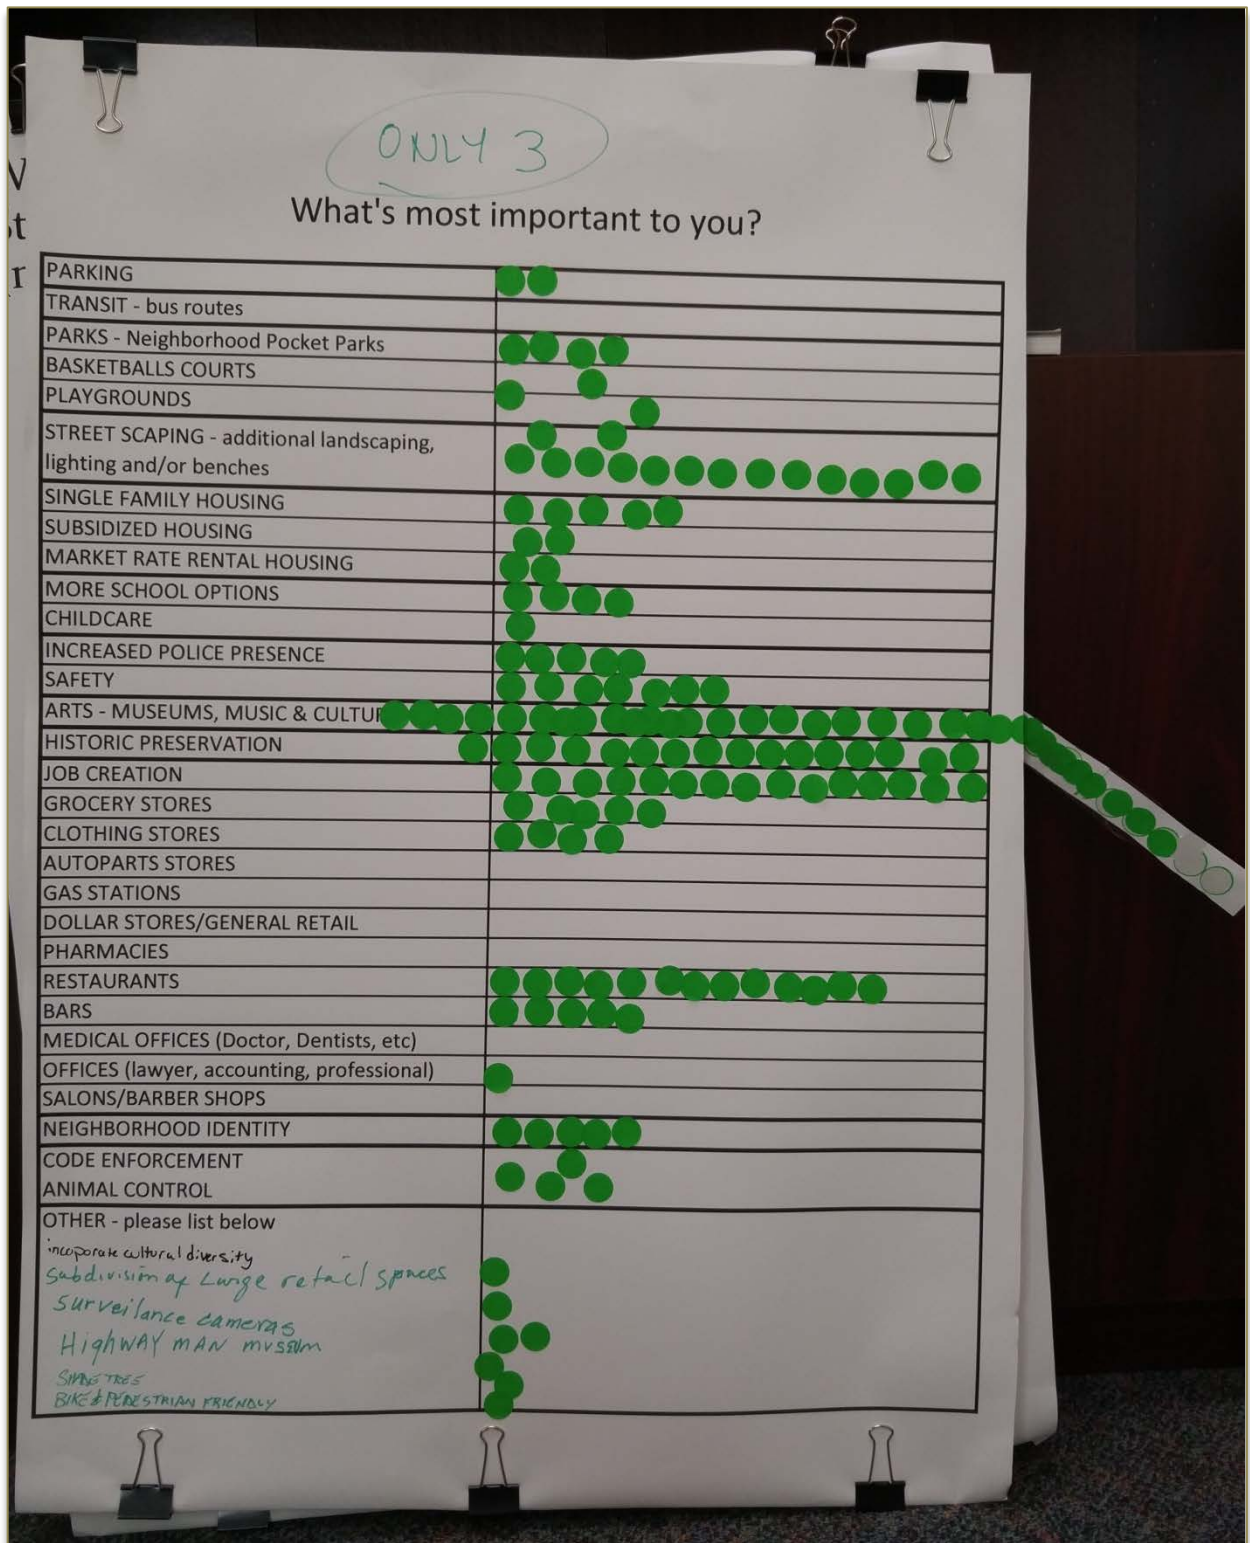 ONLY 3
What's most important to you?
PARKING
TRANSIT - bus routes
PARKS - Neighborhood Pocket Parks
BASKETBALLS COURTS
PLAYGROUNDS
STREET SCAPING - additional landscaping,
lighting and/or benches
SINGLE FAMILY HOUSING
SUBSIDIZED HOUSING
MARKET RATE RENTAL HOUSING
MORE SCHOOL OPTIONS
CHILDCARE
INCREASED POLICE PRESENCE
SAFETY
ARTS - MUSEUMS, MUSIC & CULTUR
HISTORIC PRESERVATION
JOB CREATION
GROCERY STORES
CLOTHING STORES
AUTOPARTS STORES
GAS STATIONS
DOLLAR STORES/GENERAL RETAIL
PHARMACIES
RESTAURANTS
BARS
MEDICAL OFFICES (Doctor, Dentists, etc)
OFFICES (lawyer, accounting, professional)
SALONS/BARBER SHOPS
NEIGHBORHOOD IDENTITY
CODE ENFORCEMENT
ANIMAL CONTROL
OTHER - please list below
incoporate cultural diversity
Subdivision of Large retail spaces
Surveilance cameras
HighWAY MAN mvseum
SHADE TREE
BIKE & PEDESTRIAN FRIENDLY